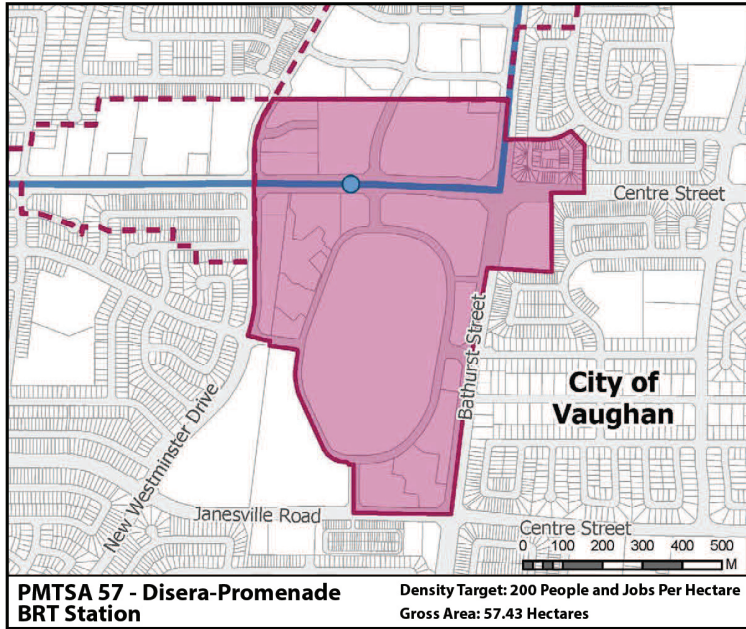 Centre Street
Bathurst Street
City of
Vaughan
New Westminster Drive
Janesville Road
Centre Street
0 100 200 300 400 500
M
PMTSA 57 - Disera-Promenade
BRT Station
Density Target: 200 People and Jobs Per Hectare
Gross Area: 57.43 Hectares